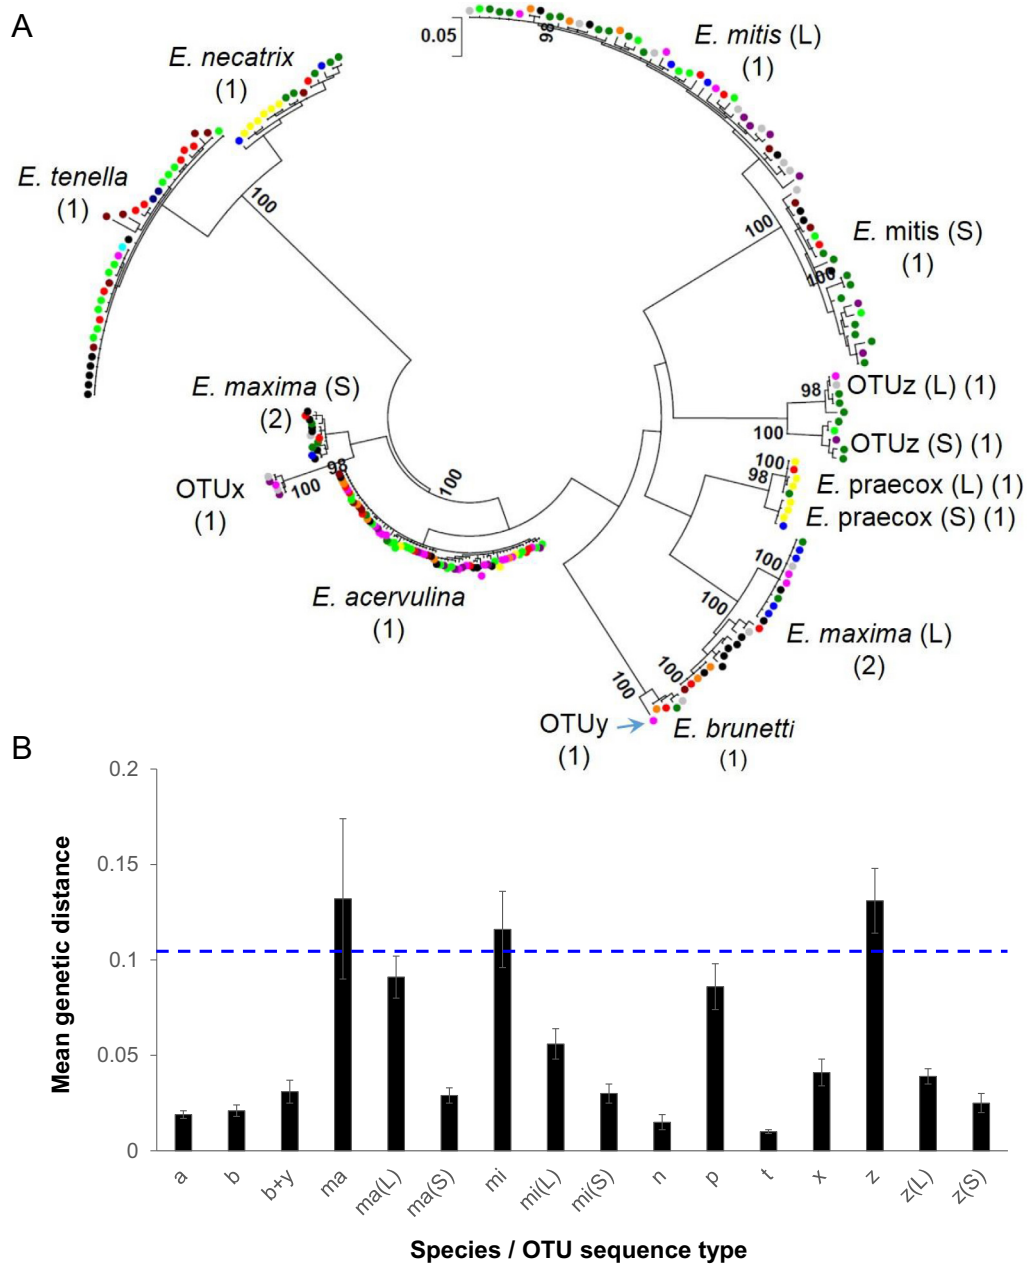 A
0.05
98
E. mitis (L)
(1)
E. necatrix
(1)
E. tenella
(1)
100
100
E. mitis (S)
(1)
100
E. maxima (S)
(2)
98
OTUz (L) (1)
100
OTUz (S) (1)
OTUx
(1)
98
100
100
100
98
E. praecox (L) (1)
E. praecox (S) (1)
E. acervulina
(1)
100
100
E. maxima (L)
(2)
100
100
OTUy
(1)
E. brunetti
(1)
B
0.2
0.15
0.1
0.05
0
Mean genetic distance
a
b
b+y
ma
ma(L)
ma(S)
mi
mi(L)
mi(S)
n
p
t
x
z
z(L)
z(S)
Species / OTU sequence type